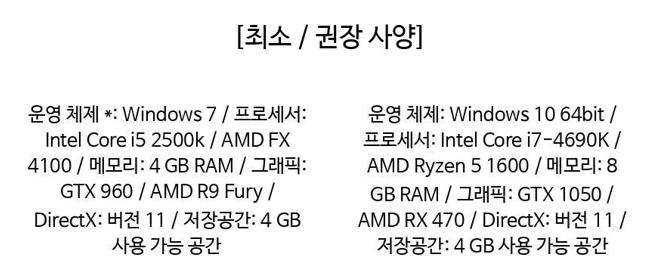 [최소 / 권장 사양]
운영 체제 *: Windows 7 / 프로세서:
Intel Core i5 2500k / AMD FX
4100 / 메모리: 4 GB RAM / 그래픽:
GTX 960 / AMD R9 Fury /
DirectX: 버전 11 / 저장공간: 4 GB
사용 가능 공간
운영 체제: Windows 10 64bit /
프로세서: Intel Core i7-4690K /
AMD Ryzen 5 1600 / 메모리: 8
GB RAM / 그래픽: GTX 1050 /
AMD RX 470 / DirectX: 버전 11 /
저장공간: 4 GB 사용 가능 공간